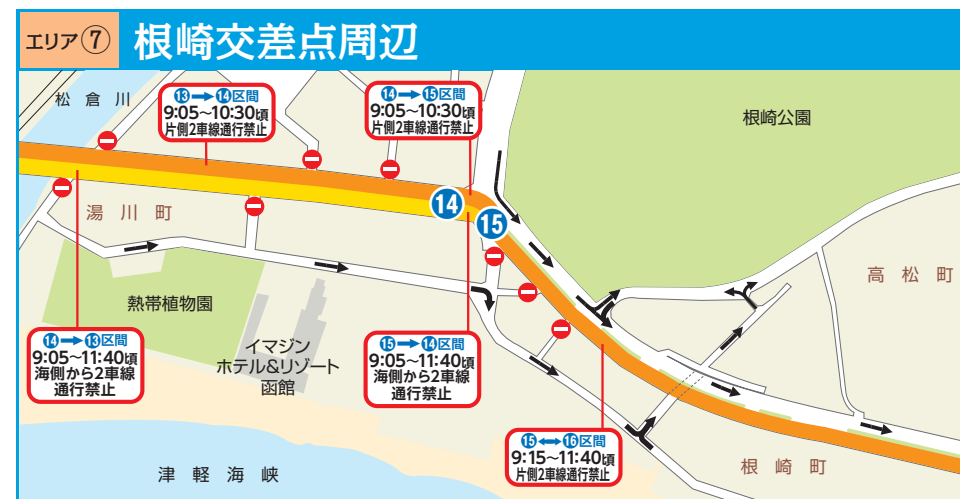 エリア⑦ 根崎交差点周辺
松倉川
⑬➡⑭区間
9:05～10:30頃
片側2車線通行禁止
⑭➡⑮区間
9:05～10:30頃
片側2車線通行禁止
根崎公園
湯川町
⑭
⑮
高松町
熱帯植物園
イマジン
ホテル&リゾート
函館
⑭➡⑬区間
9:05～11:40頃
海側から2車線
通行禁止
⑮➡⑭区間
9:05～11:40頃
海側から2車線
通行禁止
⑮⬌⑯区間
9:15～11:40頃
片側2車線通行禁止
根崎町
津軽海峡